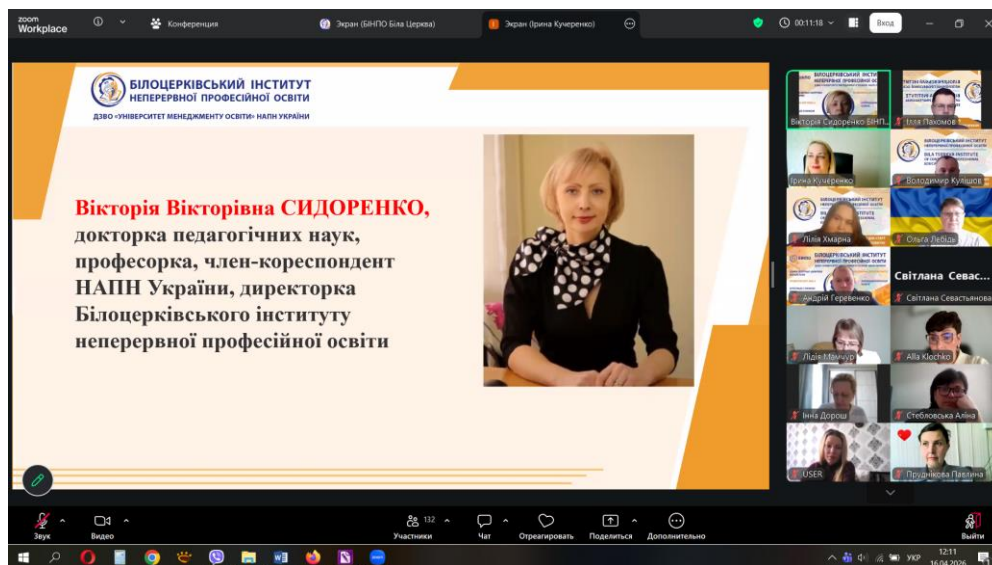 zoom
Workplace
Конференция
Экран (БІНПО Біла Церква)
Экран (Ірина Кучеренко)
00:11:18
Вход
БІЛОЦЕРКІВСЬКИЙ ІНСТИТУТ
НЕПЕРЕРВНОЇ ПРОФЕСІЙНОЇ ОСВІТИ
ДЗВО «УНІВЕРСИТЕТ МЕНЕДЖМЕНТУ ОСВІТИ» НАПН УКРАЇНИ
Вікторія Вікторівна СИДОРЕНКО,
докторка педагогічних наук,
професорка, член-кореспондент
НАПН України, директорка
Білоцерківського інституту
неперервної професійної освіти
Вікторія Сидоренко БІНП...
Ілля Пахомов
Ірина Кучеренко
Володимир Кулішов
Лілія Хмарна
Ольга Лебідь
Андрій Геревенко
Світлана Севас...
Світлана Севастьянова
Лідія Мамчур
Alla Klochko
Інна Дорош
Стебловська Аліна
USER
Пруднікова Павлина
Звук
Видео
132
Участники
Чат
Отреагировать
Поделиться
Дополнительно
Выйти
УКР
12:11
16.04.2026